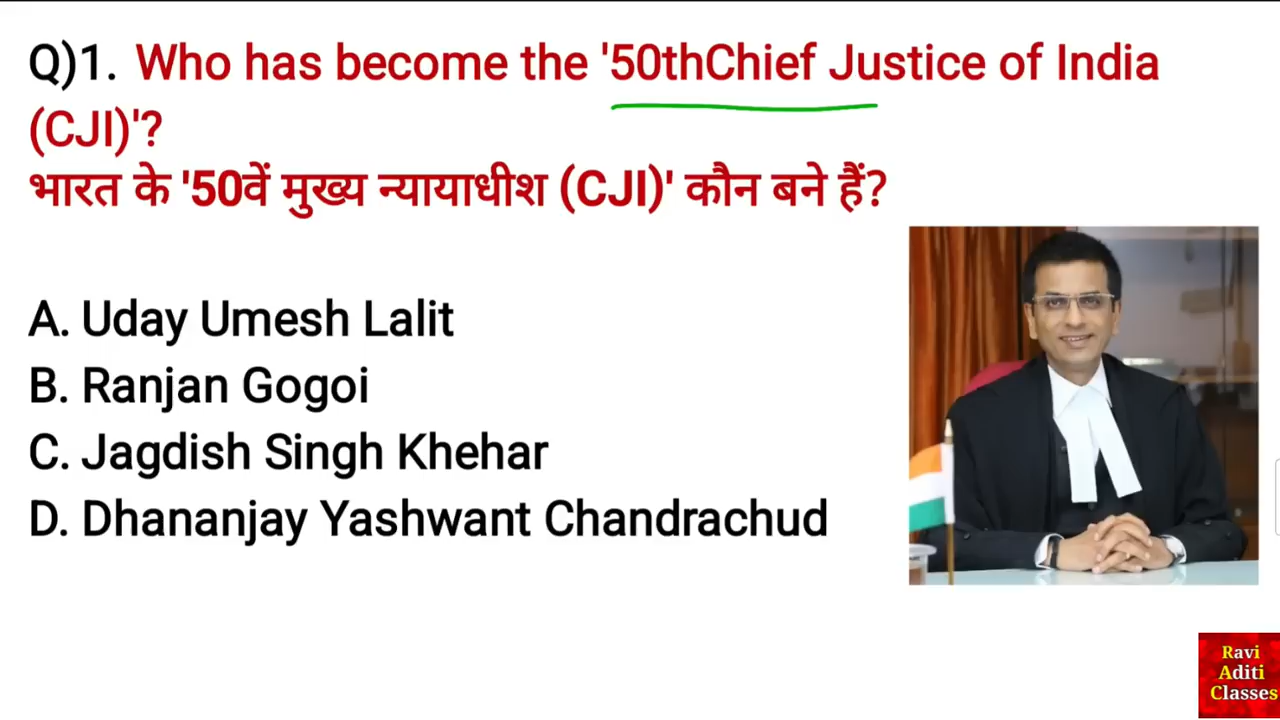 Q)1. Who has become the '50thChief Justice of India
(CJI)'?
भारत के '50वें मुख्य न्यायाधीश (CJI)' कौन बने हैं?
A. Uday Umesh Lalit
B. Ranjan Gogoi
C. Jagdish Singh Khehar
D. Dhananjay Yashwant Chandrachud
Ravi
Aditi
Classes